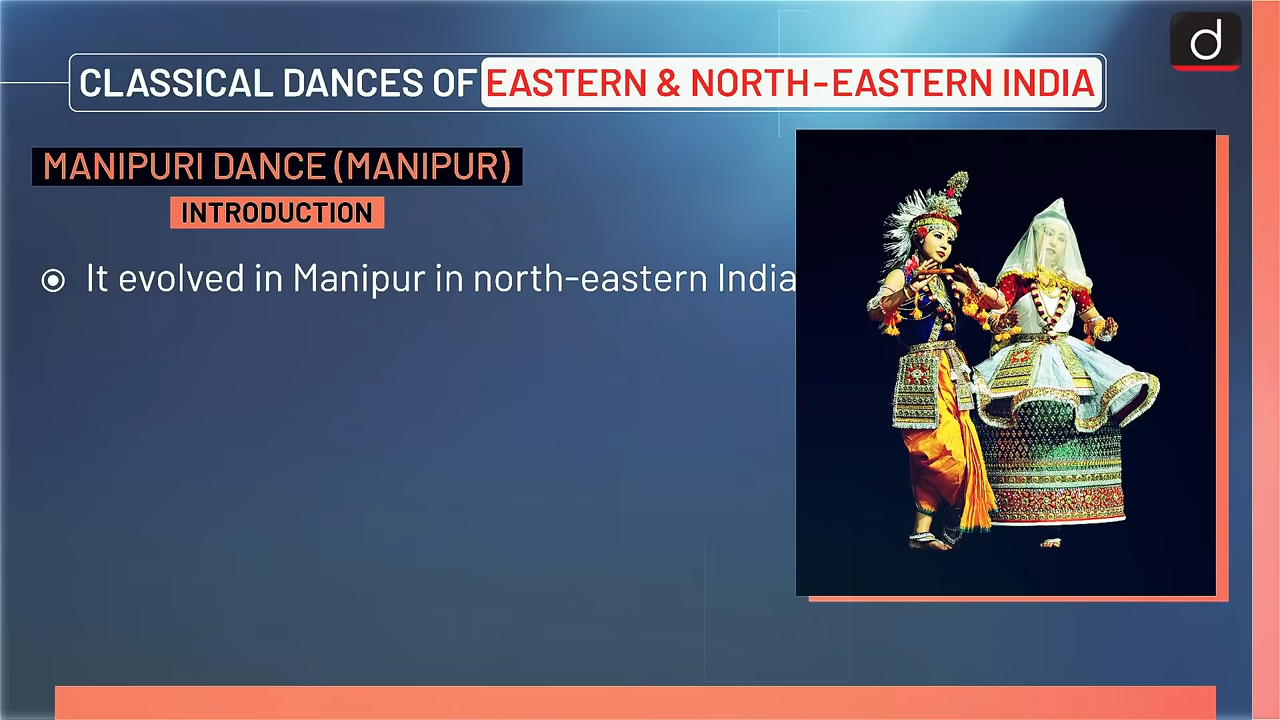 CLASSICAL DANCES OF EASTERN & NORTH-EASTERN INDIA
d
MANIPURI DANCE (MANIPUR)
INTRODUCTION
It evolved in Manipur in north-eastern India